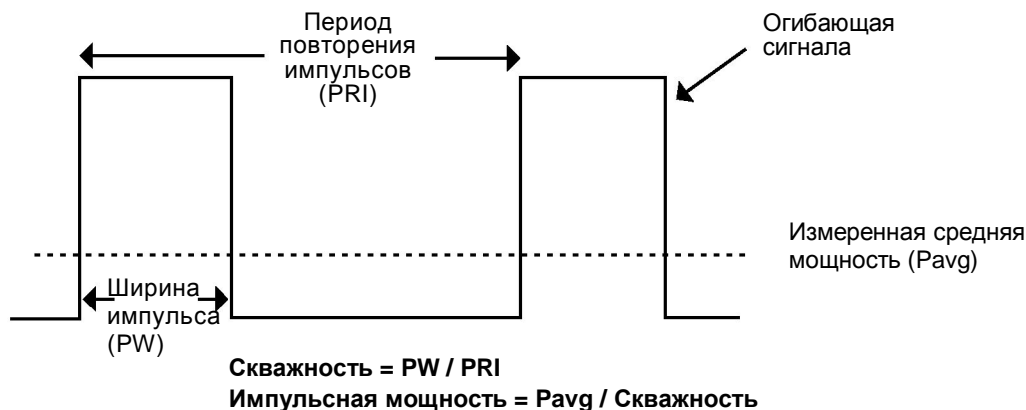 Период
повторения
импульсов
(PRI)
Огибающая
сигнала
Измеренная средняя
мощность (Pavg)
Ширина
импульса
(PW)
Скважность = PW / PRI
Импульсная мощность = Pavg / Скважность